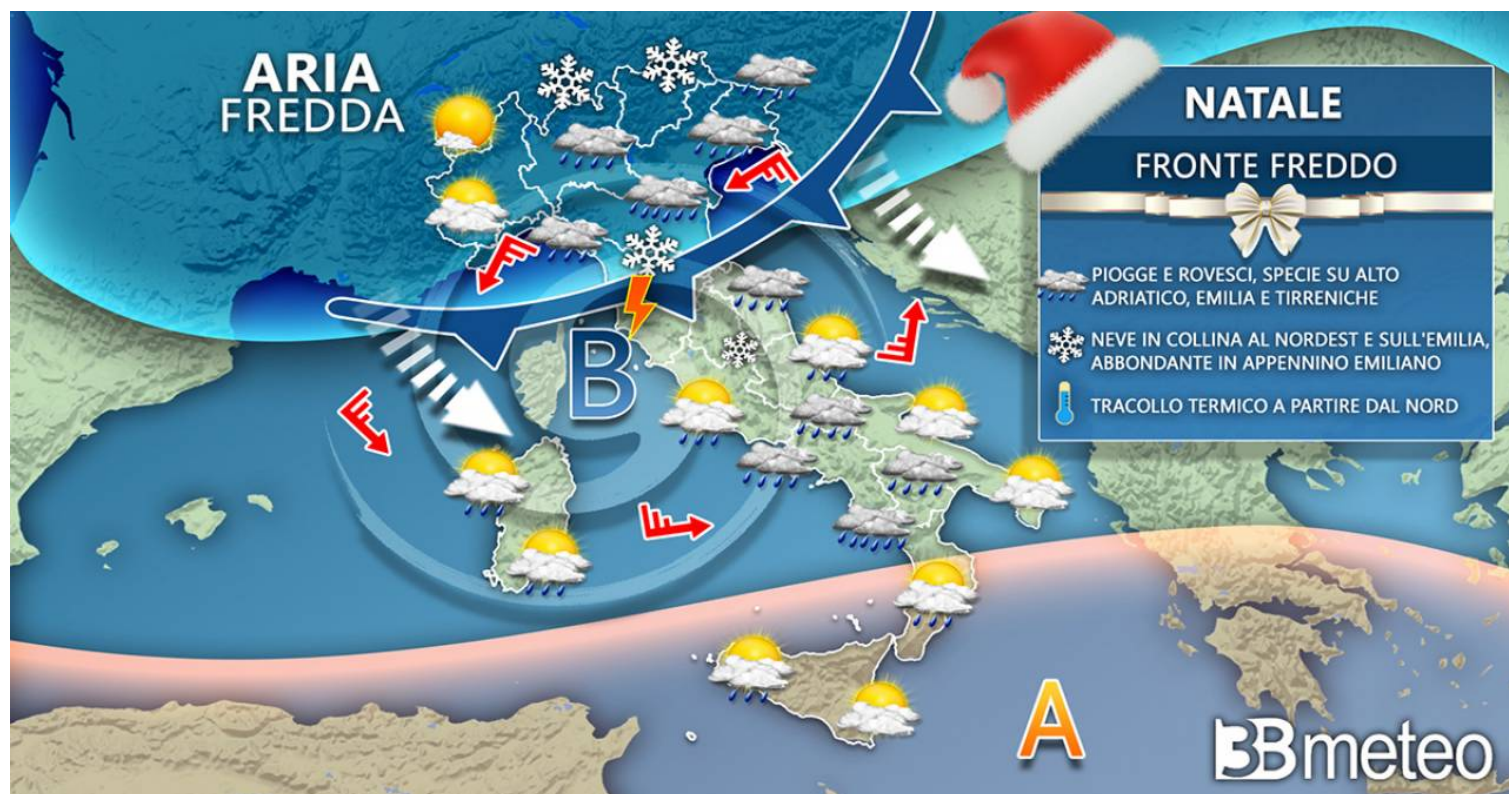 ARIA
FREDDA
NATALE
FRONTE FREDDO
PIOGGE E ROVESCI, SPECIE SU ALTO
ADRIATICO, EMILIA E TIRRENICHE
NEVE IN COLLINA AL NORDEST E SULL'EMILIA,
ABBONDANTE IN APPENNINO EMILIANO
TRACOLLO TERMICO A PARTIRE DAL NORD
B
A
3Bmeteo